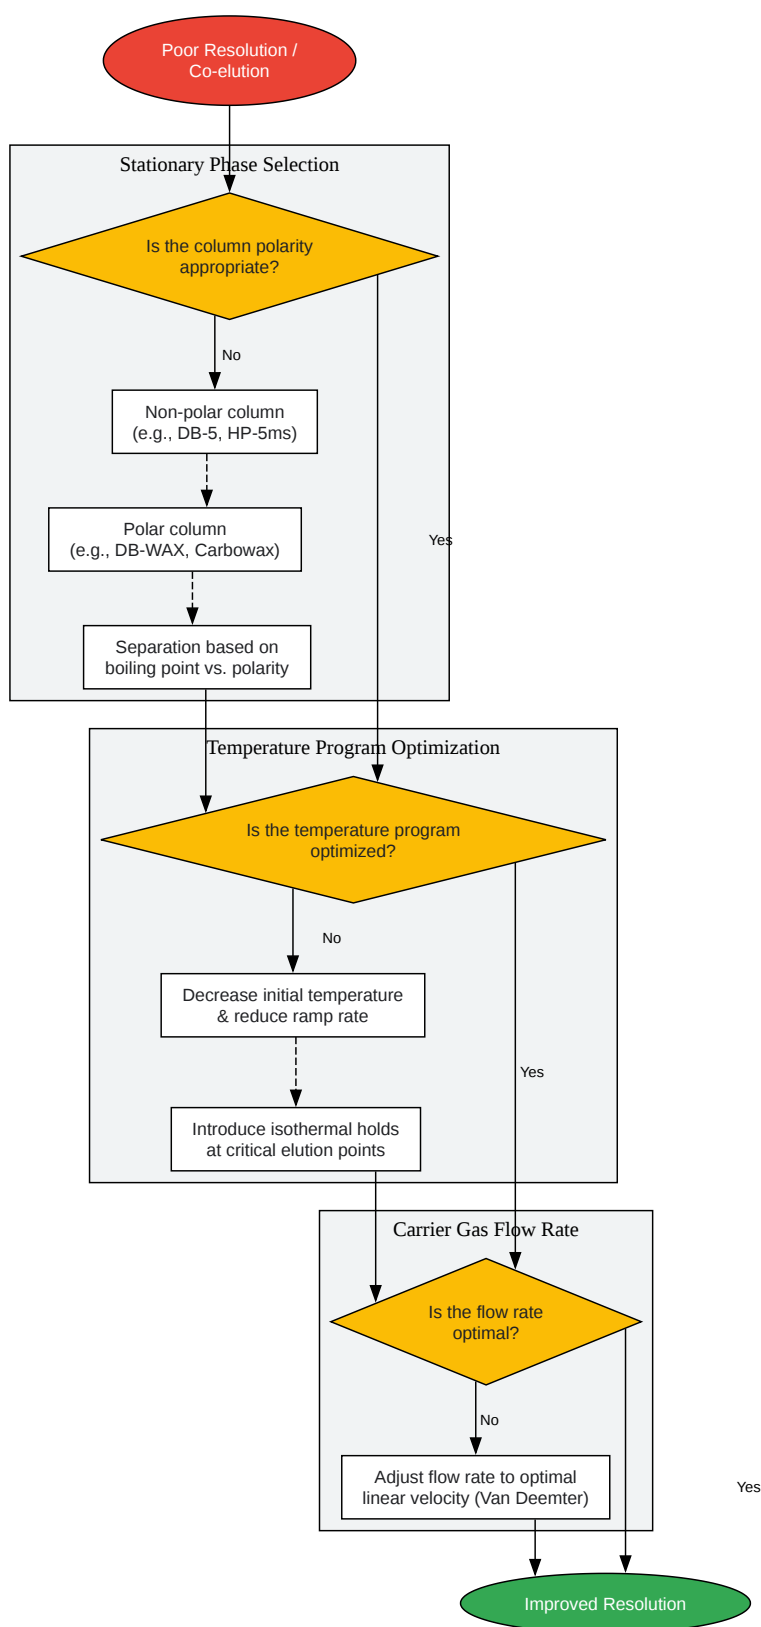 Poor Resolution /
Co-elution
Stationary Phase Selection
Is the column polarity
appropriate?
No
Non-polar column
(e.g., DB-5, HP-5ms)
Polar column
(e.g., DB-WAX, Carbowax)
Yes
Separation based on
boiling point vs. polarity
Temperature Program Optimization
Is the temperature program
optimized?
No
Decrease initial temperature
& reduce ramp rate
Yes
Introduce isothermal holds
at critical elution points
Carrier Gas Flow Rate
Is the flow rate
optimal?
No
Adjust flow rate to optimal
linear velocity (Van Deemter)
Yes
Improved Resolution